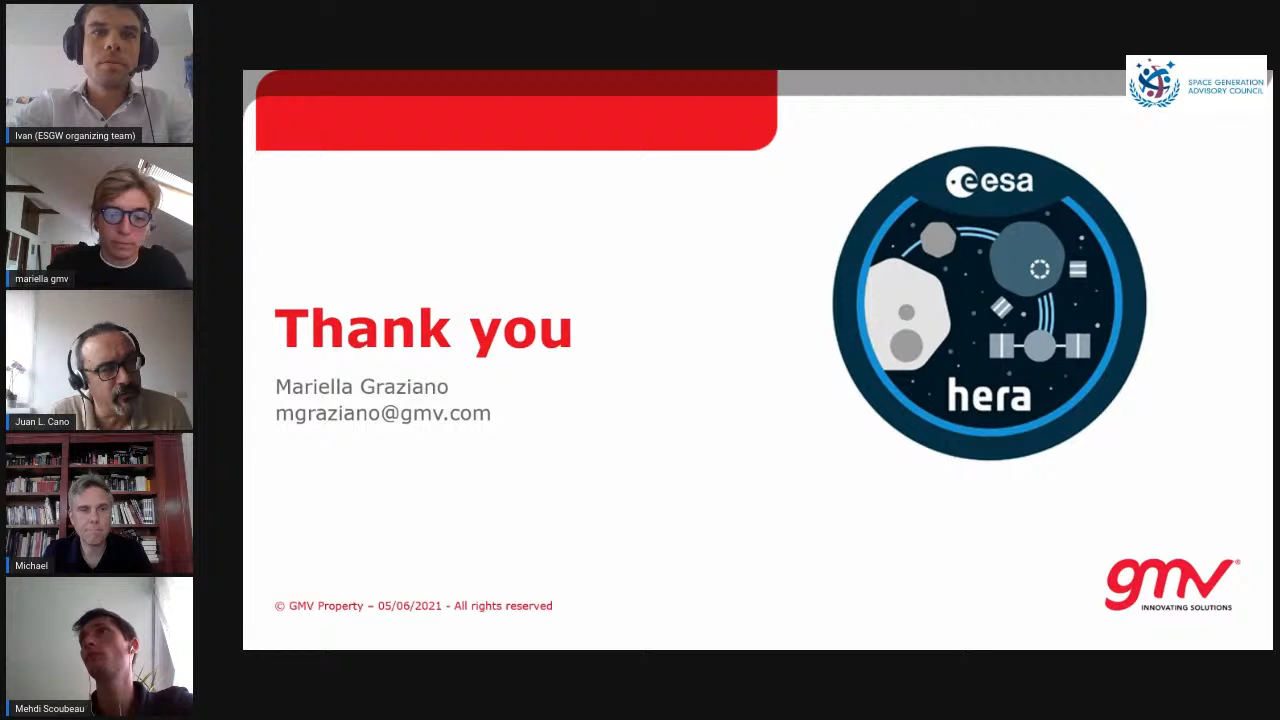 Ivan (ESGW organizing team)
mariella gmv
Juan L. Cano
Michael
Mehdi Scoubeau
SPACE GENERATION
ADVISORY COUNCIL
esa
hera
Thank you
Mariella Graziano
mgraziano@gmv.com
© GMV Property – 05/06/2021 - All rights reserved
gmv®
INNOVATING SOLUTIONS